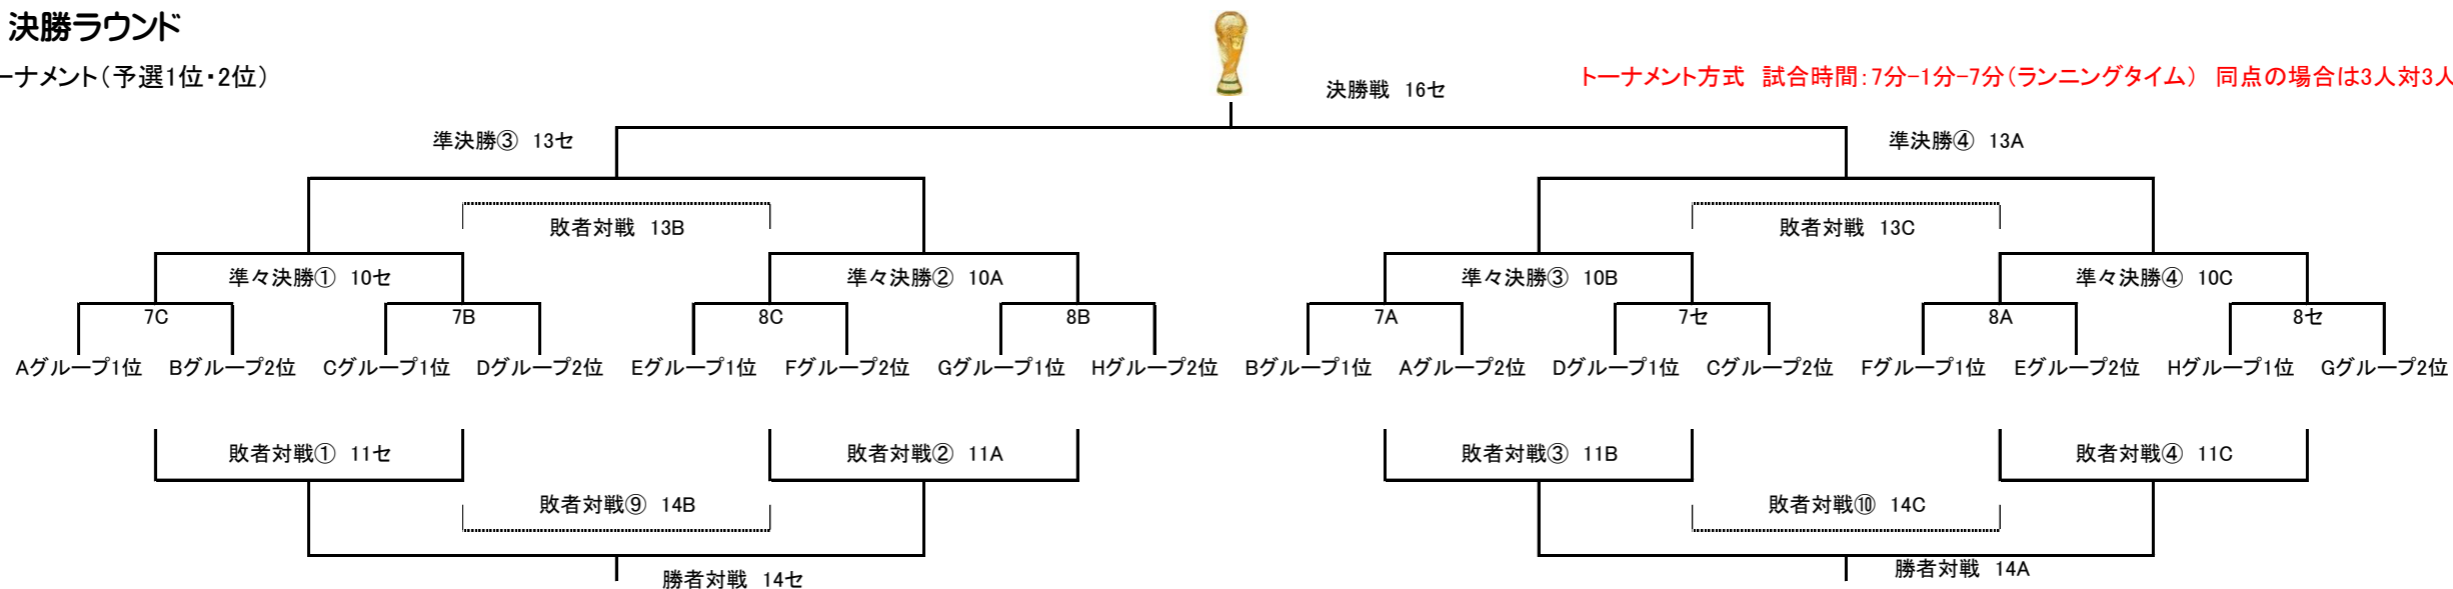 決勝ラウンド
ーナメント（予選1位・2位）
決勝戦 16セ
トーナメント方式 試合時間：7分-1分-7分（ランニングタイム） 同点の場合は3人対3人
準決勝③ 13セ
準決勝④ 13A
敗者対戦 13B
敗者対戦 13C
準々決勝① 10セ
準々決勝② 10A
準々決勝③ 10B
準々決勝④ 10C
7C
7B
8C
8B
7A
7セ
8A
8セ
Aグループ1位 Bグループ2位 Cグループ1位 Dグループ2位 Eグループ1位 Fグループ2位 Gグループ1位 Hグループ2位 Bグループ1位 Aグループ2位 Dグループ1位 Cグループ2位 Fグループ1位 Eグループ2位 Hグループ1位 Gグループ2位
敗者対戦① 11セ
敗者対戦② 11A
敗者対戦③ 11B
敗者対戦④ 11C
敗者対戦⑨ 14B
敗者対戦⑩ 14C
勝者対戦 14セ
勝者対戦 14A